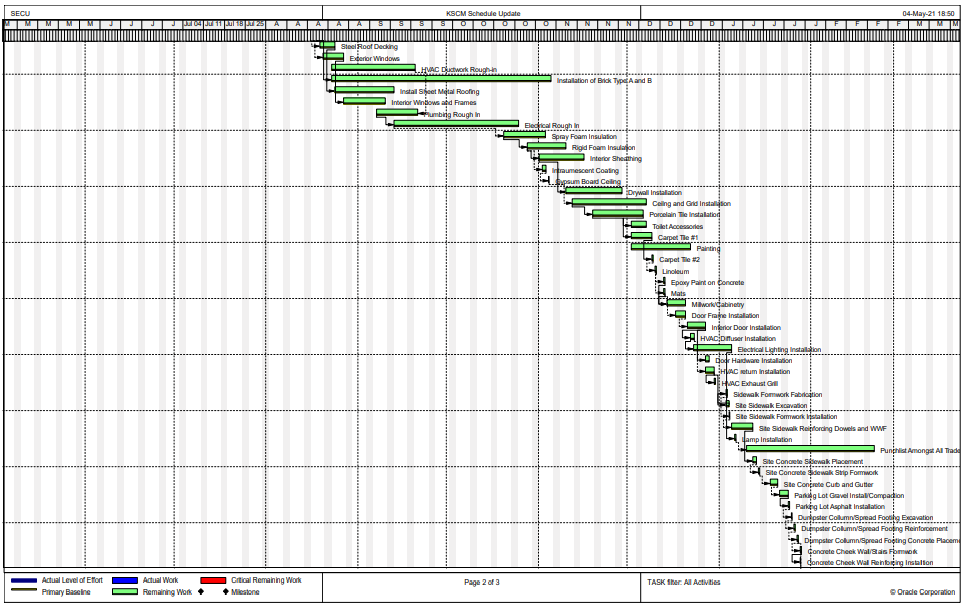 SECU KSCM Schedule Update 04-May-21 18:50
M M M M J J J Jul 04 Jul 11 Jul 18 Jul 25 A A A S S S S O O O O N N N N D D D D J J J J J F F F F M M M M
Steel Roof Decking
Exterior Windows
HVAC Ductwork Rough-in
Installation of Brick Type A and B
Install Sheet Metal Roofing
Interior Windows and Frames
Plumbing Rough In
Electrical Rough In
Spray Foam Insulation
Rigid Foam Insulation
Interior Sheathing
Intraumescent Coating
Gypsum Board Ceiling
Drywall Installation
Ceiling and Grid Installation
Porcelain Tile Installation
Toilet Accessories
Carpet Tile #1
Painting
Carpet Tile #2
Linoleum
Epoxy Paint on Concrete
Mats
Millwork/Cabinetry
Door Frame Installation
Interior Door Installation
HVAC Diffuser Installation
Electrical Lighting Installation
Door Hardware Installation
HVAC return Installation
HVAC Exhaust Grill
Sidewalk Formwork Fabrication
Site Sidewalk Excavation
Site Sidewalk Formwork Installation
Site Sidewalk Reinforcing Dowels and WWF
Lamp Installation
Punchlist Amongst All Trade
Site Concrete Sidewalk Placement
Site Concrete Sidewalk Strip Formwork
Site Concrete Curb and Gutter
Parking Lot Gravel Install/Compaction
Parking Lot Asphalt Installation
Dumpster Column/Spread Footing Excavation
Dumpster Column/Spread Footing Reinforcement
Dumpster Column/Spread Footing Concrete Placem
Concrete Cheek Wall/Stairs Formwork
Concrete Cheek Wall Reinforcing Installtion
Actual Level of Effort Actual Work Critical Remaining Work
Primary Baseline Remaining Work Milestone
Page 2 of 3
TASK filter: All Activities
© Oracle Corporation